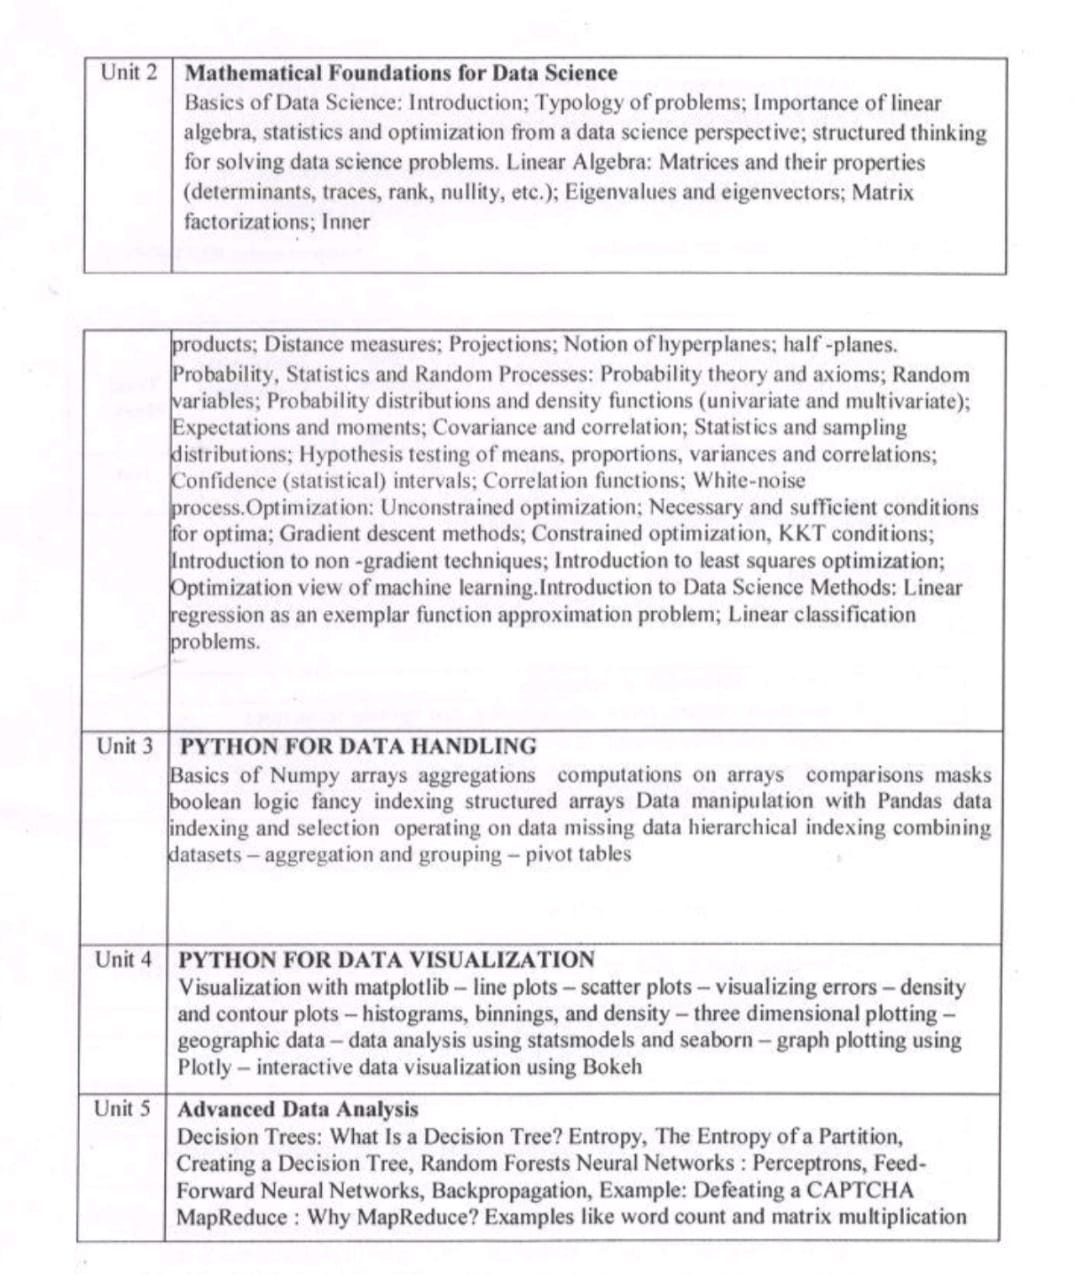 Unit 2
Mathematical Foundations for Data Science
Basics of Data Science: Introduction; Typology of problems; Importance of linear
algebra, statistics and optimization from a data science perspective; structured thinking
for solving data science problems. Linear Algebra: Matrices and their properties
(determinants, traces, rank, nullity, etc.); Eigenvalues and eigenvectors; Matrix
factorizations; Inner
products; Distance measures; Projections; Notion of hyperplanes; half -planes.
Probability, Statistics and Random Processes: Probability theory and axioms; Random
variables; Probability distributions and density functions (univariate and multivariate);
Expectations and moments; Covariance and correlation; Statistics and sampling
distributions; Hypothesis testing of means, proportions, variances and correlations;
Confidence (statistical) intervals; Correlation functions; White-noise
process.Optimization: Unconstrained optimization; Necessary and sufficient conditions
for optima; Gradient descent methods; Constrained optimization, KKT conditions;
Introduction to non -gradient techniques; Introduction to least squares optimization;
Optimization view of machine learning.Introduction to Data Science Methods: Linear
regression as an exemplar function approximation problem; Linear classification
problems.
Unit 3
PYTHON FOR DATA HANDLING
Basics of Numpy arrays aggregations computations on arrays comparisons masks
boolean logic fancy indexing structured arrays Data manipulation with Pandas data
indexing and selection operating on data missing data hierarchical indexing combining
datasets – aggregation and grouping – pivot tables
Unit 4
PYTHON FOR DATA VISUALIZATION
Visualization with matplotlib – line plots – scatter plots – visualizing errors – density
and contour plots – histograms, binnings, and density – three dimensional plotting –
geographic data – data analysis using statsmodels and seaborn – graph plotting using
Plotly – interactive data visualization using Bokeh
Unit 5
Advanced Data Analysis
Decision Trees: What Is a Decision Tree? Entropy, The Entropy of a Partition,
Creating a Decision Tree, Random Forests Neural Networks : Perceptrons, Feed-
Forward Neural Networks, Backpropagation, Example: Defeating a CAPTCHA
MapReduce : Why MapReduce? Examples like word count and matrix multiplication